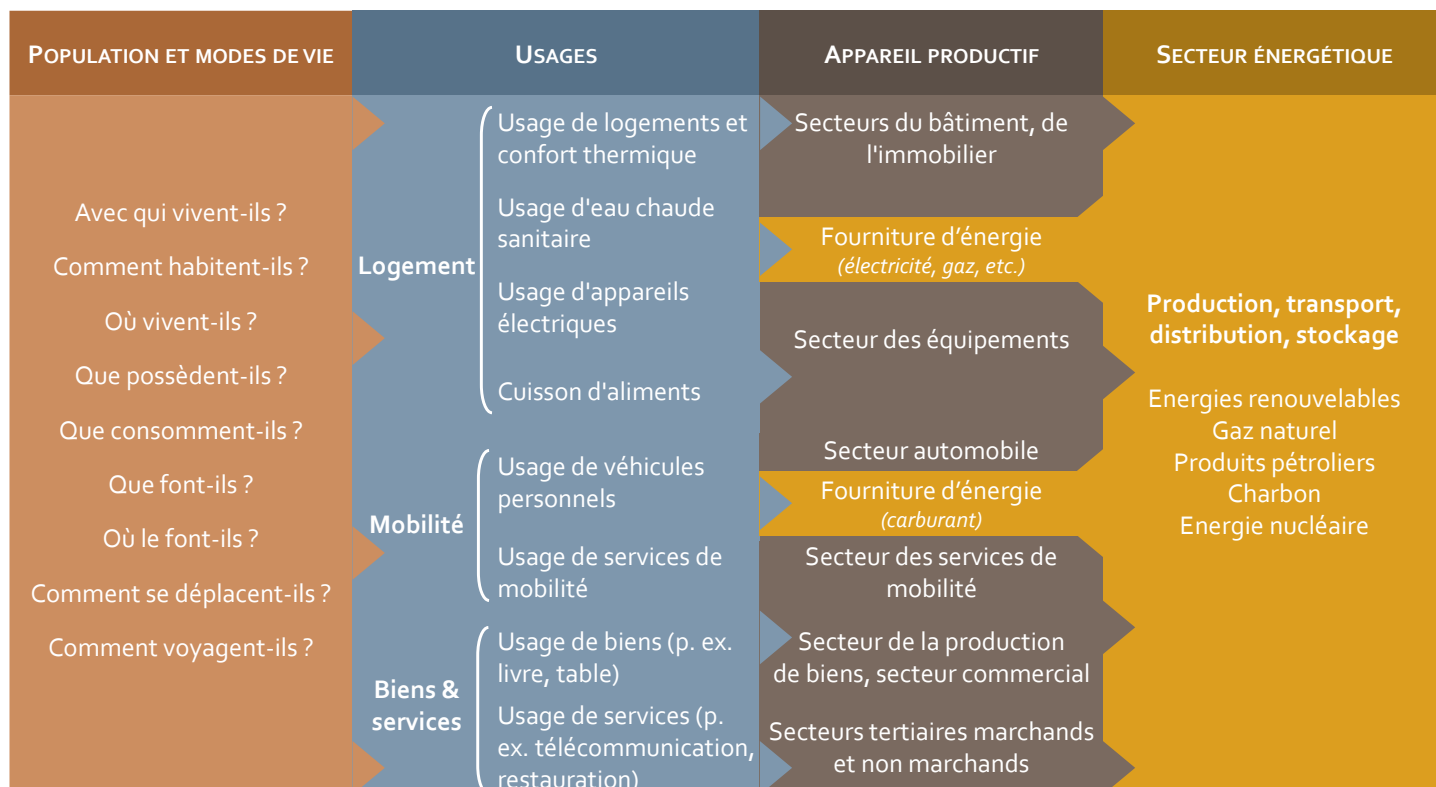 POPULATION ET MODES DE VIE
USAGES
APPAREIL PRODUCTIF
SECTEUR ÉNERGÉTIQUE
Avec qui vivent-ils ?
Comment habitent-ils ?
Où vivent-ils ?
Que possèdent-ils ?
Que consomment-ils ?
Que font-ils ?
Où le font-ils ?
Comment se déplacent-ils ?
Comment voyagent-ils ?
Logement
Usage de logements et
confort thermique
Usage d'eau chaude
sanitaire
Usage d'appareils
électriques
Cuisson d'aliments
Mobilité
Usage de véhicules
personnels
Usage de services de
mobilité
Biens &
services
Usage de biens (p. ex.
livre, table)
Usage de services (p.
ex. télécommunication,
restauration)
Secteurs du bâtiment, de
l'immobilier
Fourniture d’énergie
(électricité, gaz, etc.)
Secteur des équipements
Secteur automobile
Fourniture d’énergie
(carburant)
Secteur des services de
mobilité
Secteur de la production
de biens, secteur commercial
Secteurs tertiaires marchands
et non marchands
Production, transport,
distribution, stockage
Energies renouvelables
Gaz naturel
Produits pétroliers
Charbon
Energie nucléaire